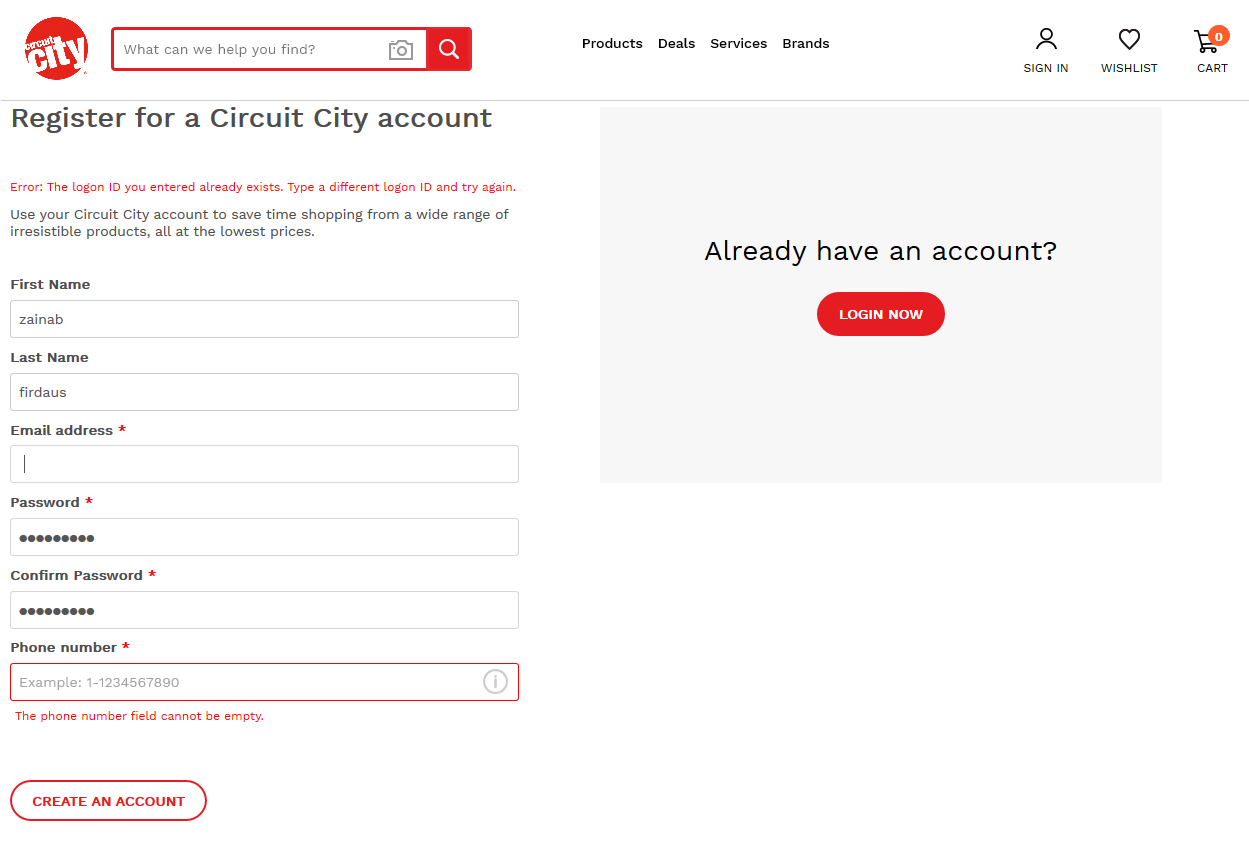 circuit city
What can we help you find?
Products Deals Services Brands
0
SIGN IN WISHLIST CART
Register for a Circuit City account
Error: The logon ID you entered already exists. Type a different logon ID and try again.
Use your Circuit City account to save time shopping from a wide range of
irresistible products, all at the lowest prices.
First Name
zainab
Last Name
firdaus
Email address *
Password *
●●●●●●●●●
Confirm Password *
●●●●●●●●●
Phone number *
Example: 1-1234567890
The phone number field cannot be empty.
CREATE AN ACCOUNT
Already have an account?
LOGIN NOW